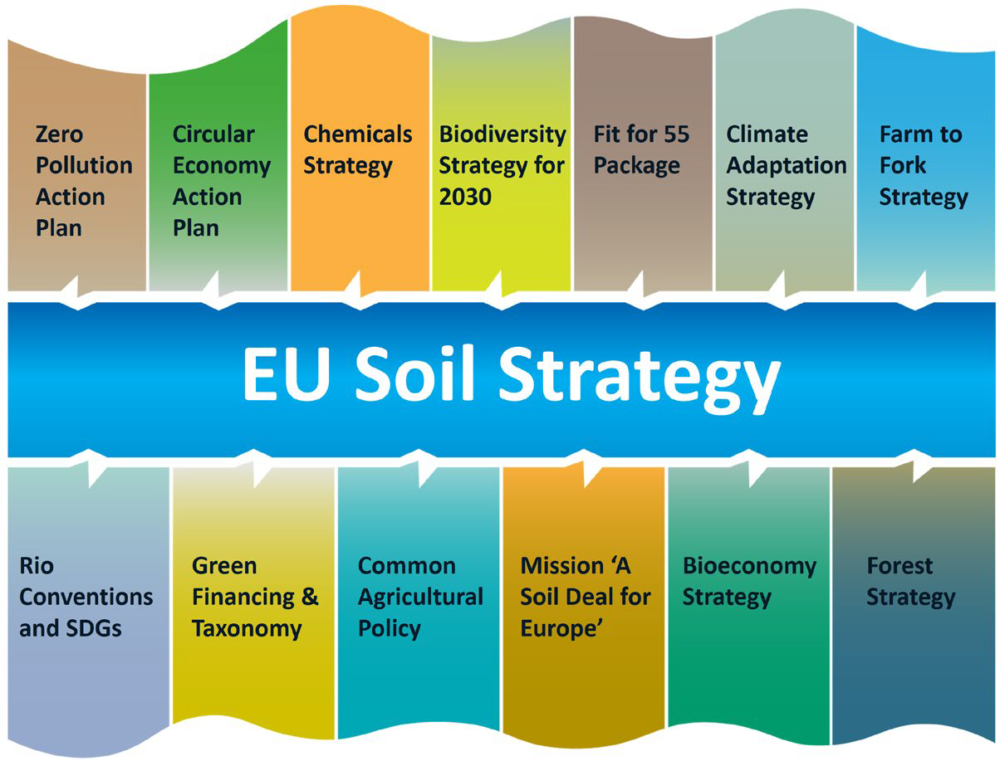 Zero
Pollution
Action
Plan
Circular
Economy
Action
Plan
Chemicals
Strategy
Biodiversity
Strategy for
2030
Fit for 55
Package
Climate
Adaptation
Strategy
Farm to
Fork
Strategy
EU Soil Strategy
Rio
Conventions
and SDGs
Green
Financing &
Taxonomy
Common
Agricultural
Policy
Mission ‘A
Soil Deal for
Europe’
Bioeconomy
Strategy
Forest
Strategy